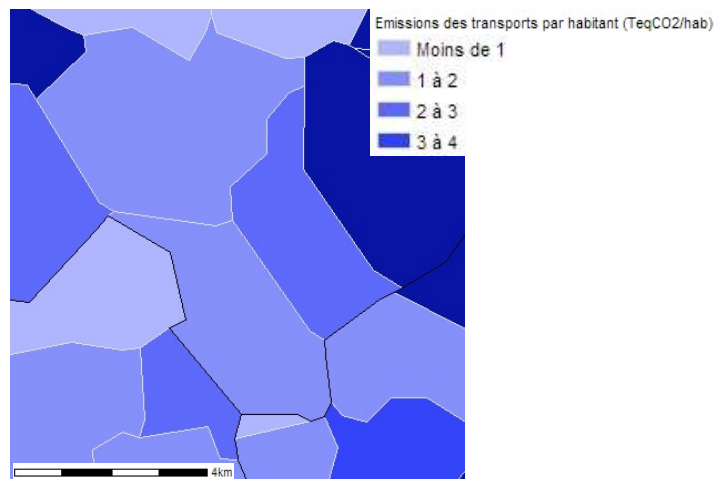 Emissions des transports par habitant (TeqCO2/hab)
Moins de 1
1 à 2
2 à 3
3 à 4
4km